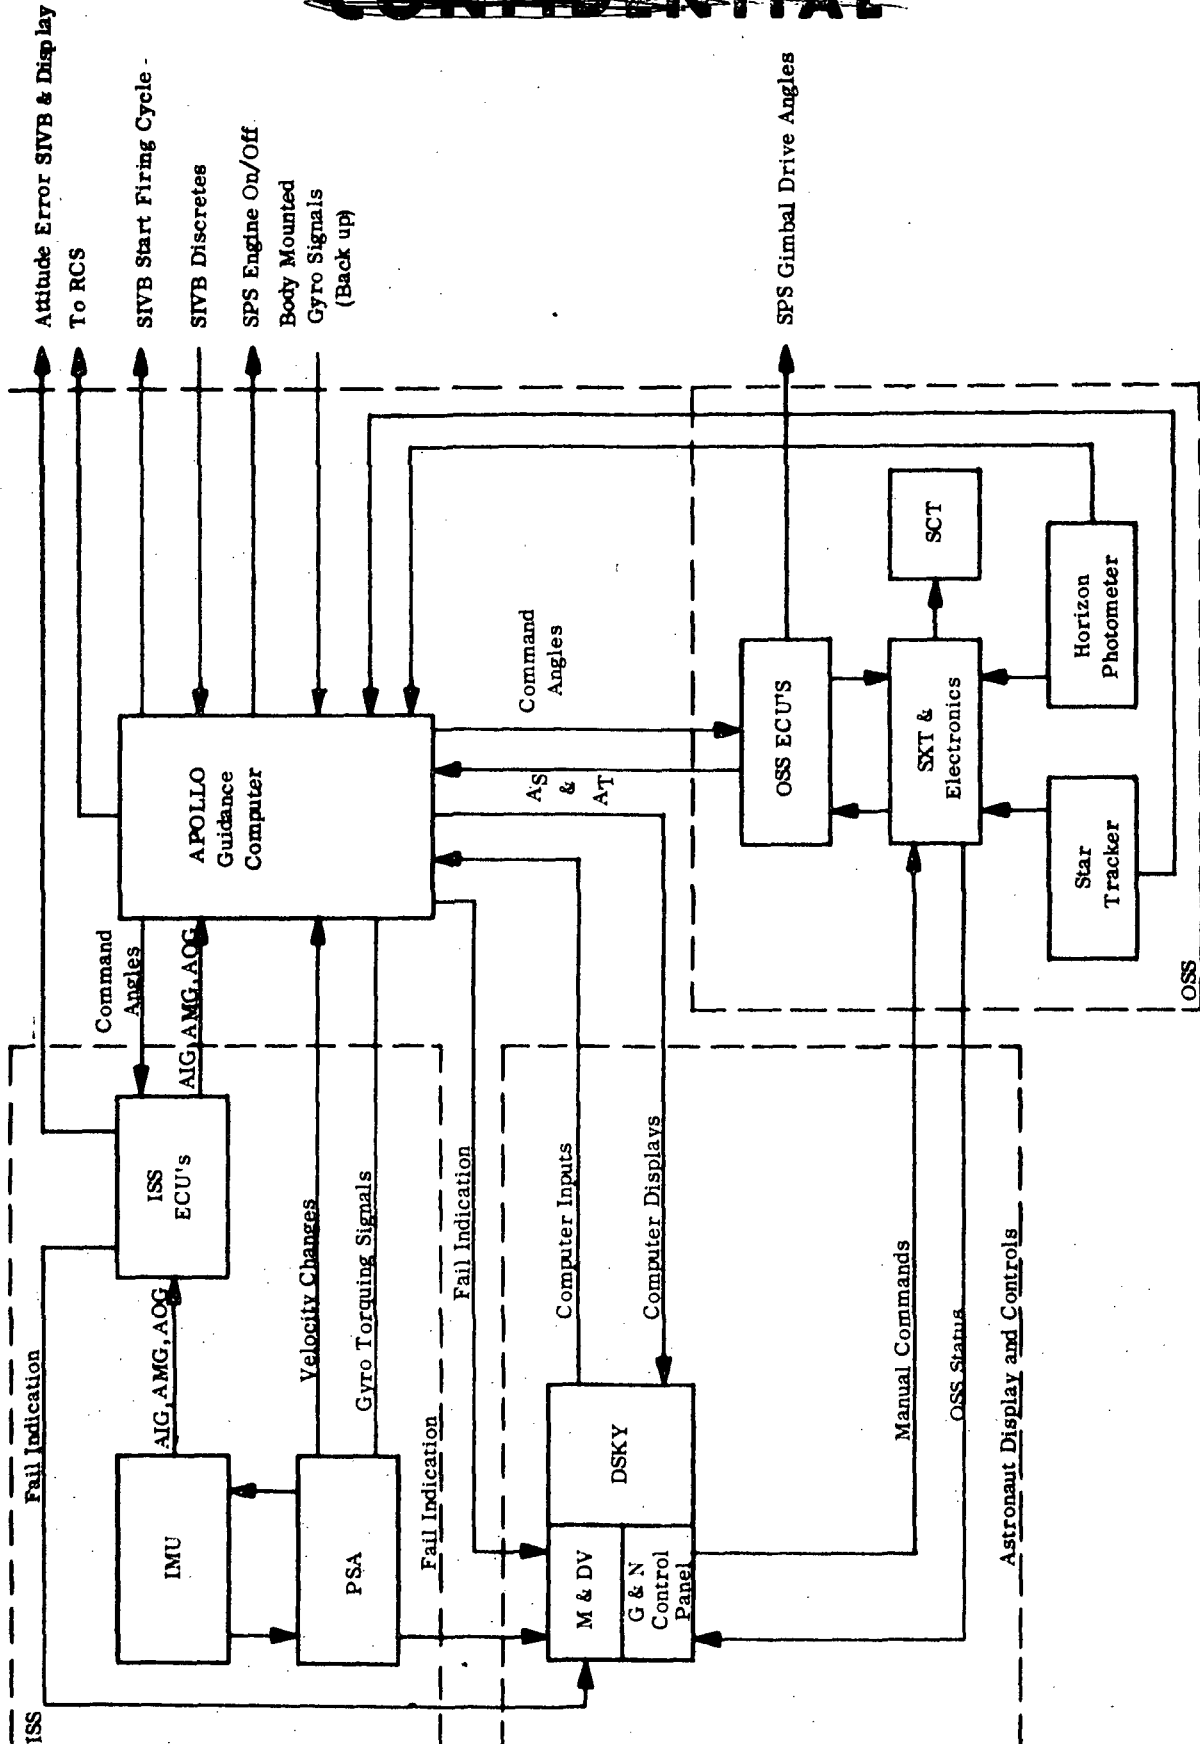 CONFIDENTIAL
ISS
Fail Indication
Attitude Error SIVB & Display
To RCS
Command
Angles
SIVB Start Firing Cycle -
IMU
AIG, AMG, AOG
ISS
ECU's
AIG, AMG, AOG
APOLLO
Guidance
Computer
SIVB Discretes
SPS Engine On/Off
Body Mounted
Gyro Signals
(Back up)
PSA
Velocity Changes
Gyro Torquing Signals
Fail Indication
Fail Indication
Command
Angles
AS
&
AT
Computer Inputs
Computer Displays
M & DV
DSKY
G & N
Control
Panel
SPS Gimbal Drive Angles
OSS ECU'S
Manual Commands
SXT &
Electronics
SCT
OSS Status
Astronaut Display and Controls
Star
Tracker
Horizon
Photometer
OSS